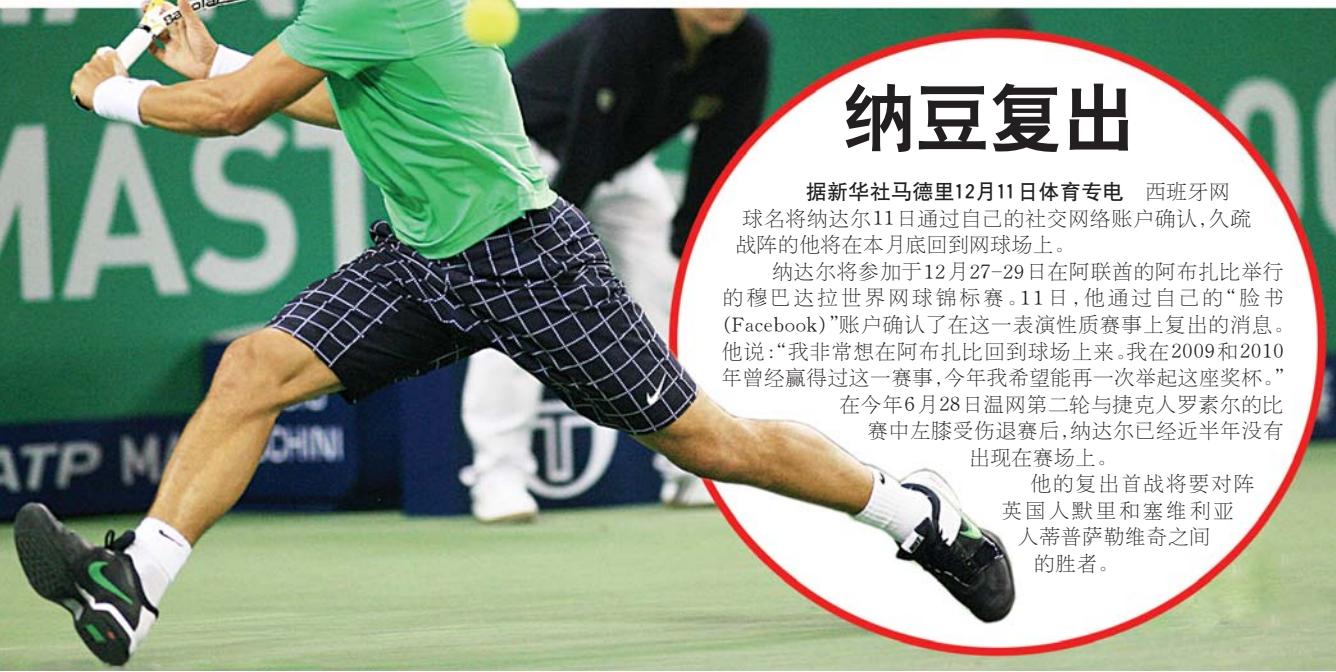 BabolaT
MAST
00
ATP MA
CHINI
T
纳豆复出
据新华社马德里12月11日体育专电 西班牙网
球名将纳达尔11日通过自己的社交网络账户确认,久疏
战阵的他将在本月底回到网球场上。
纳达尔将参加于12月27-29日在阿联酋的阿布扎比举行
的穆巴达拉世界网球锦标赛。11日,他通过自己的“脸书
(Facebook)”账户确认了在这一表演性质赛事上复出的消息。
他说:“我非常想在阿布扎比回到球场上来。我在2009和2010
年曾经赢得过这一赛事,今年我希望能再一次举起这座奖杯。”
在今年6月28日温网第二轮与捷克人罗素尔的比
赛中左膝受伤退赛后,纳达尔已经近半年没有
出现在赛场上。
他的复出首战将要对阵
英国人默里和塞维利亚
人蒂普萨勒维奇之间
的胜者。